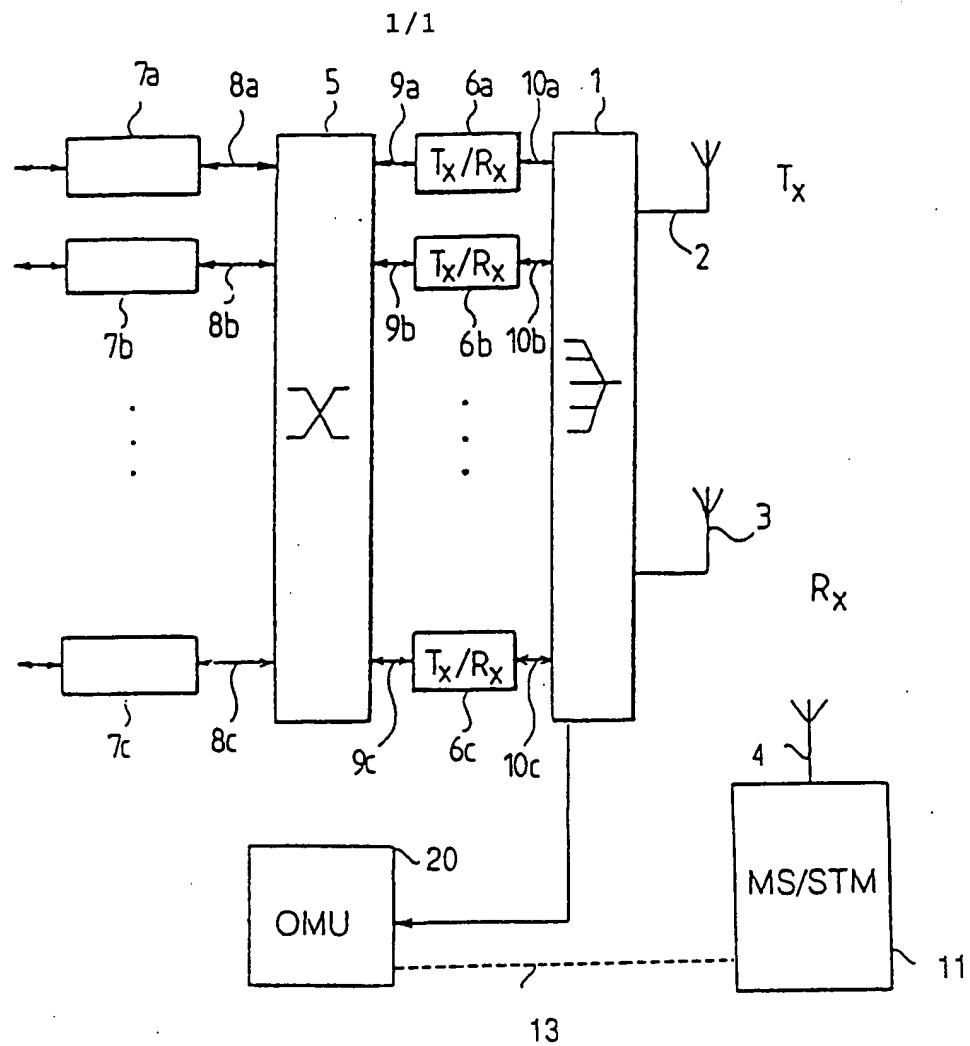 1/1
7a 8a 5 9a 6a 10a 1
Tx/Rx Tx
2
Tx/Rx
7b 8b 9b 6b 10b
3
Rx
Tx/Rx
7c 8c 9c 6c 10c
4
20
MS/STM
OMU
11
13